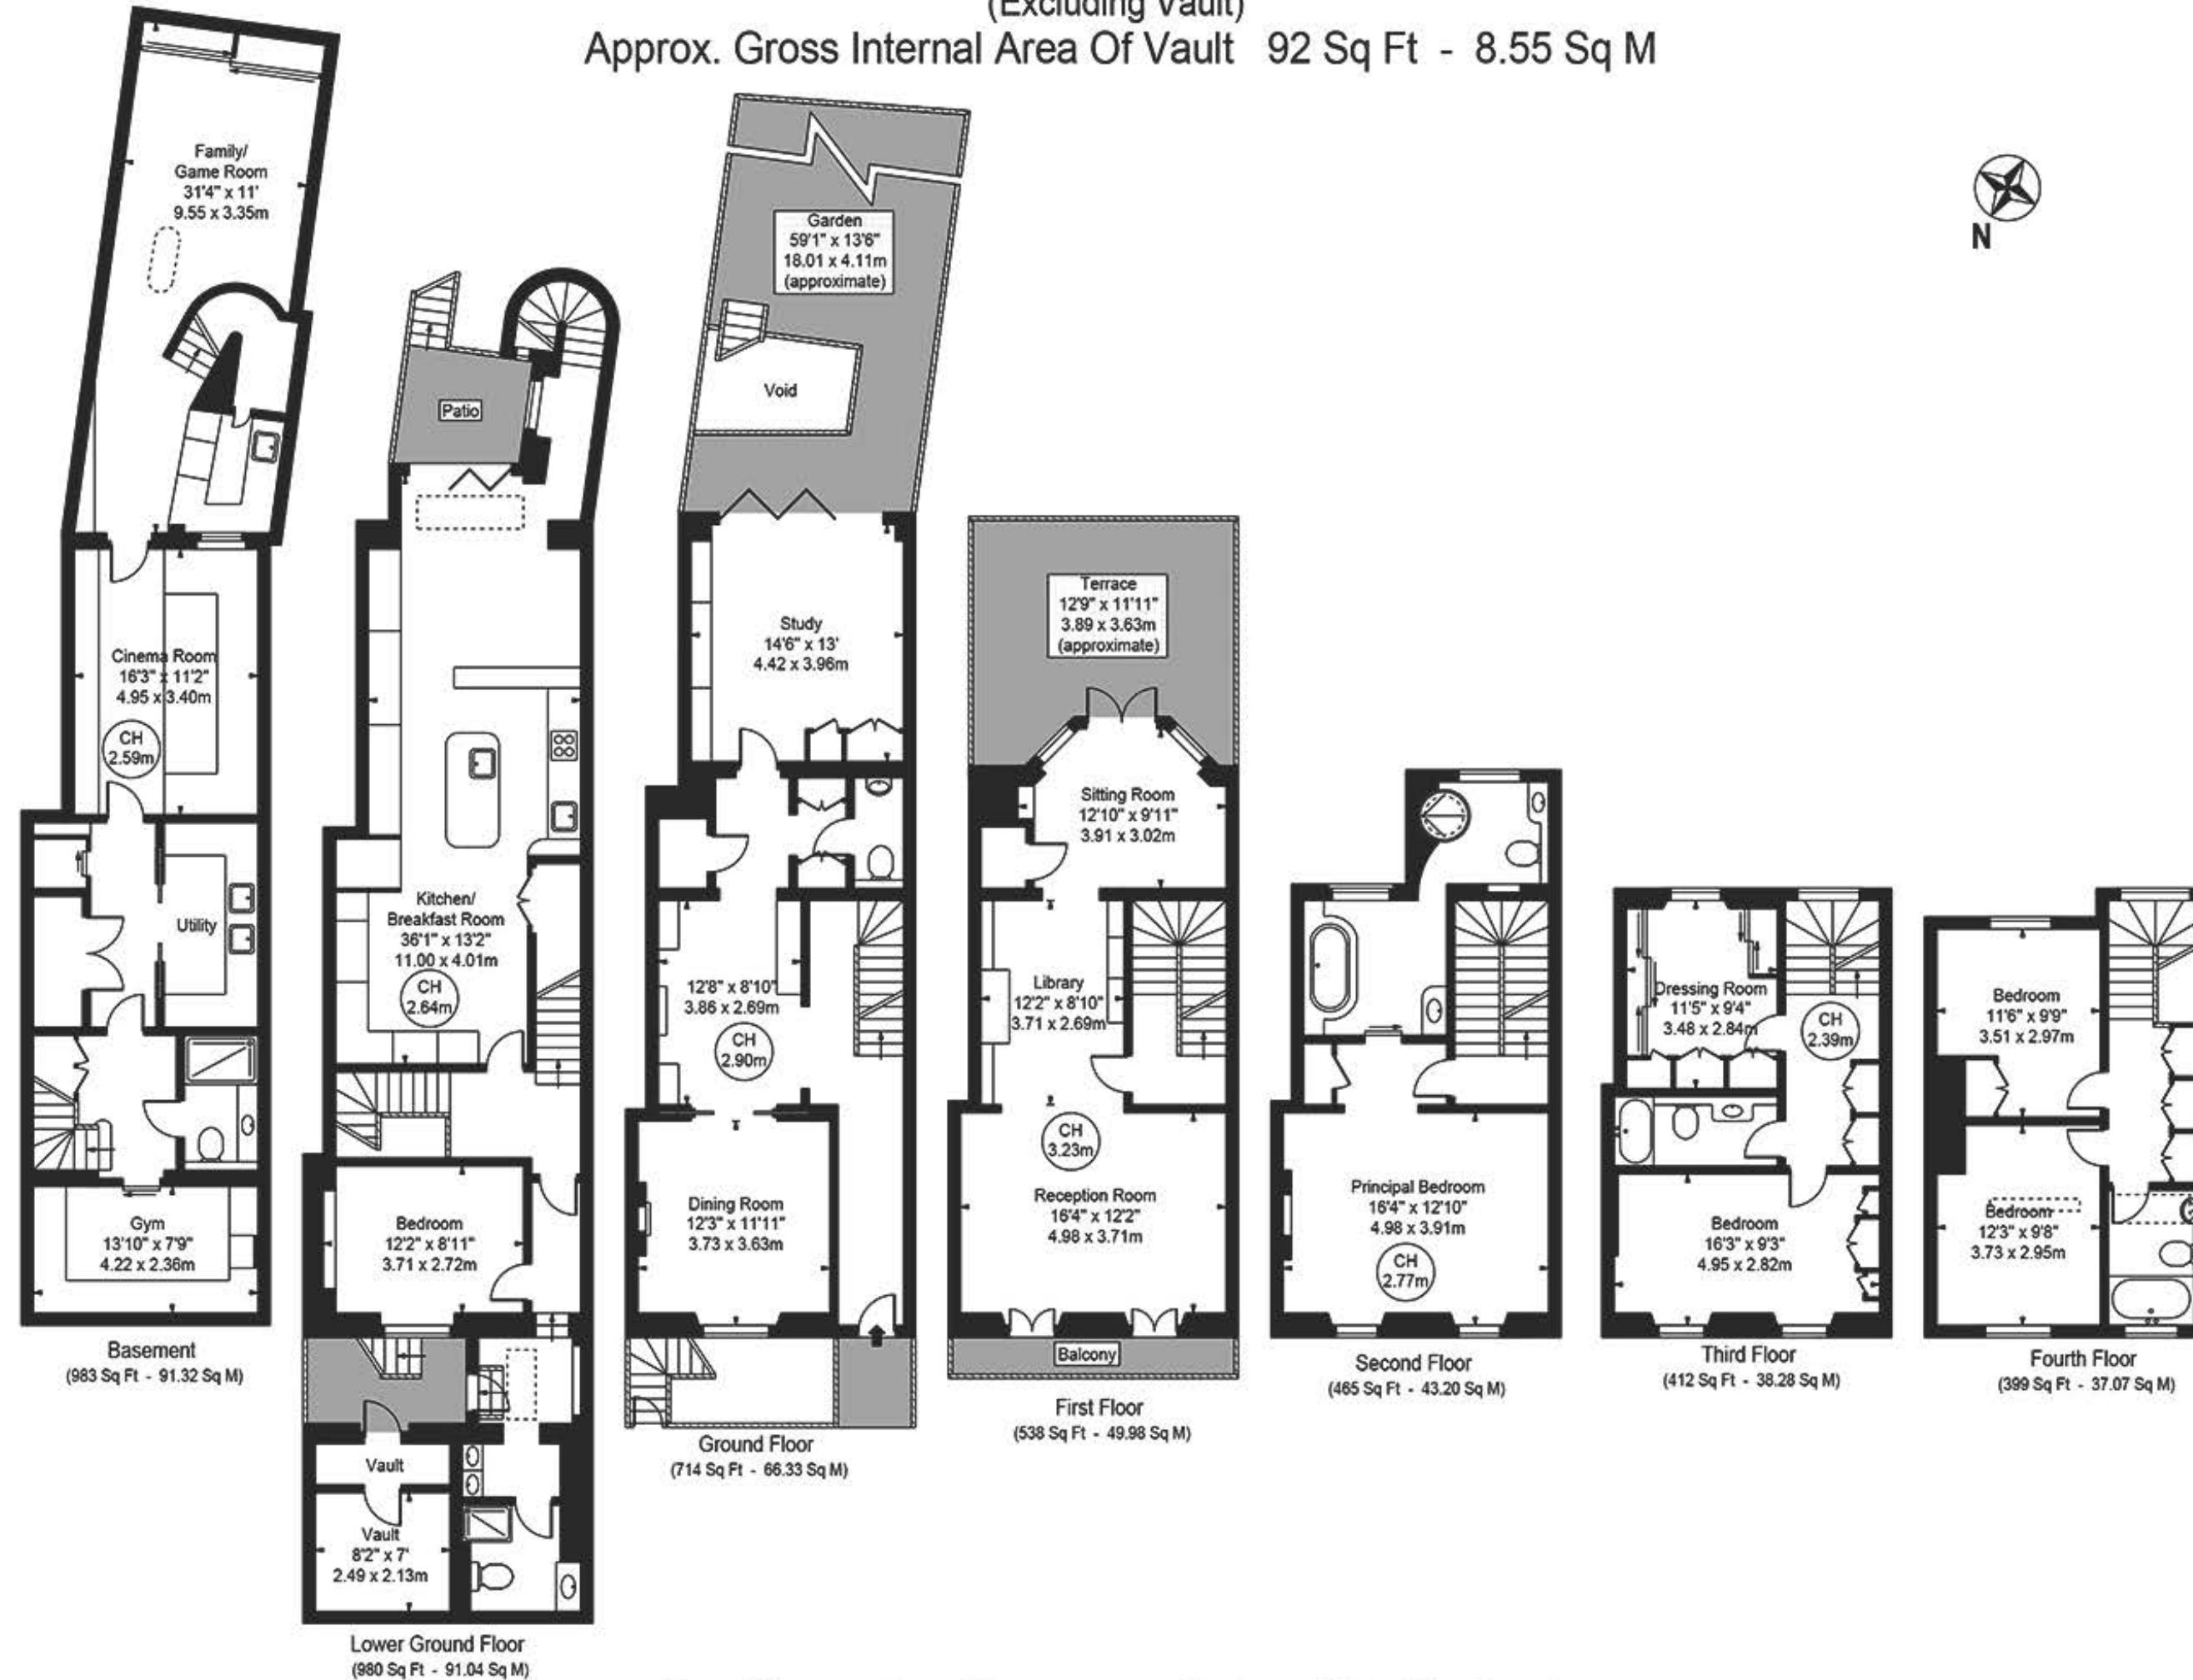 (Excluding Vault)
Approx. Gross Internal Area Of Vault 92 Sq Ft - 8.55 Sq M
N
Family/
Game Room
31'4" x 11'
9.55 x 3.35m
Cinema Room
16'3" x 11'2"
4.95 x 3.40m
CH
2.59m
Utility
Gym
13'10" x 7'9"
4.22 x 2.36m
Basement
(983 Sq Ft - 91.32 Sq M)
Patio
Kitchen/
Breakfast Room
36'1" x 13'2"
11.00 x 4.01m
CH
2.64m
Bedroom
12'2" x 8'11"
3.71 x 2.72m
Vault
Vault
8'2" x 7'
2.49 x 2.13m
Lower Ground Floor
(980 Sq Ft - 91.04 Sq M)
Garden
59'1" x 13'6"
18.01 x 4.11m
(approximate)
Void
Study
14'6" x 13'
4.42 x 3.96m
12'8" x 8'10"
3.86 x 2.69m
CH
2.90m
Dining Room
12'3" x 11'11"
3.73 x 3.63m
Ground Floor
(714 Sq Ft - 66.33 Sq M)
Terrace
12'9" x 11'11"
3.89 x 3.63m
(approximate)
Sitting Room
12'10" x 9'11"
3.91 x 3.02m
Library
12'2" x 8'10"
3.71 x 2.69m
CH
3.23m
Reception Room
16'4" x 12'2"
4.98 x 3.71m
Balcony
First Floor
(538 Sq Ft - 49.98 Sq M)
Principal Bedroom
16'4" x 12'10"
4.98 x 3.91m
CH
2.77m
Second Floor
(465 Sq Ft - 43.20 Sq M)
Dressing Room
11'5" x 9'4"
3.48 x 2.84m
CH
2.39m
Bedroom
16'3" x 9'3"
4.95 x 2.82m
Third Floor
(412 Sq Ft - 38.28 Sq M)
Bedroom
11'6" x 9'9"
3.51 x 2.97m
Bedroom
12'3" x 9'8"
3.73 x 2.95m
Fourth Floor
(399 Sq Ft - 37.07 Sq M)